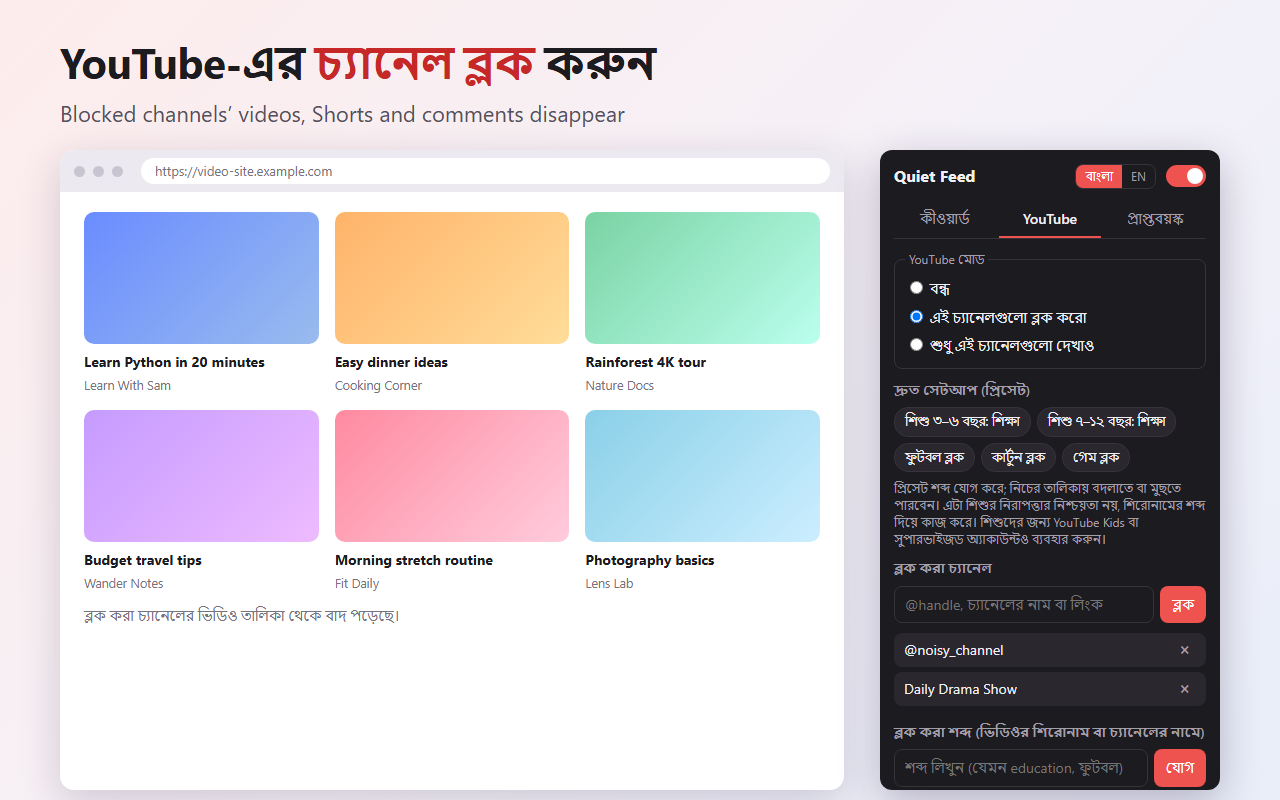 YouTube-এর চ্যানেল ব্লক করুন
Blocked channels’ videos, Shorts and comments disappear
https://video-site.example.com
Learn Python in 20 minutes
Learn With Sam
Easy dinner ideas
Cooking Corner
Rainforest 4K tour
Nature Docs
Budget travel tips
Wander Notes
Morning stretch routine
Fit Daily
Photography basics
Lens Lab
ব্লক করা চ্যানেলের ভিডিও তালিকা থেকে বাদ পড়েছে।
Quiet Feed
বাংলা EN
কীওয়ার্ড YouTube প্রাপ্তবয়স্ক
YouTube মোড
বন্ধ
এই চ্যানেলগুলো ব্লক করো
শুধু এই চ্যানেলগুলো দেখাও
দ্রুত সেটআপ (প্রিসেট)
শিশু ৩–৬ বছর: শিক্ষা শিশু ৭–১২ বছর: শিক্ষা
ফুটবল ব্লক কার্টুন ব্লক গেম ব্লক
প্রিসেট শব্দ যোগ করে; নিচের তালিকায় বদলাতে বা মুছতে
পারবেন। এটা শিশুর নিরাপত্তার নিশ্চয়তা নয়, শিরোনামের শব্দ
দিয়ে কাজ করে। শিশুদের জন্য YouTube Kids বা
সুপারভাইজড অ্যাকাউন্টও ব্যবহার করুন।
ব্লক করা চ্যানেল
@handle, চ্যানেলের নাম বা লিংক ব্লক
@noisy_channel ×
Daily Drama Show ×
ব্লক করা শব্দ (ভিডিওর শিরোনাম বা চ্যানেলের নামে)
শব্দ লিখুন (যেমন education, ফুটবল) যোগ